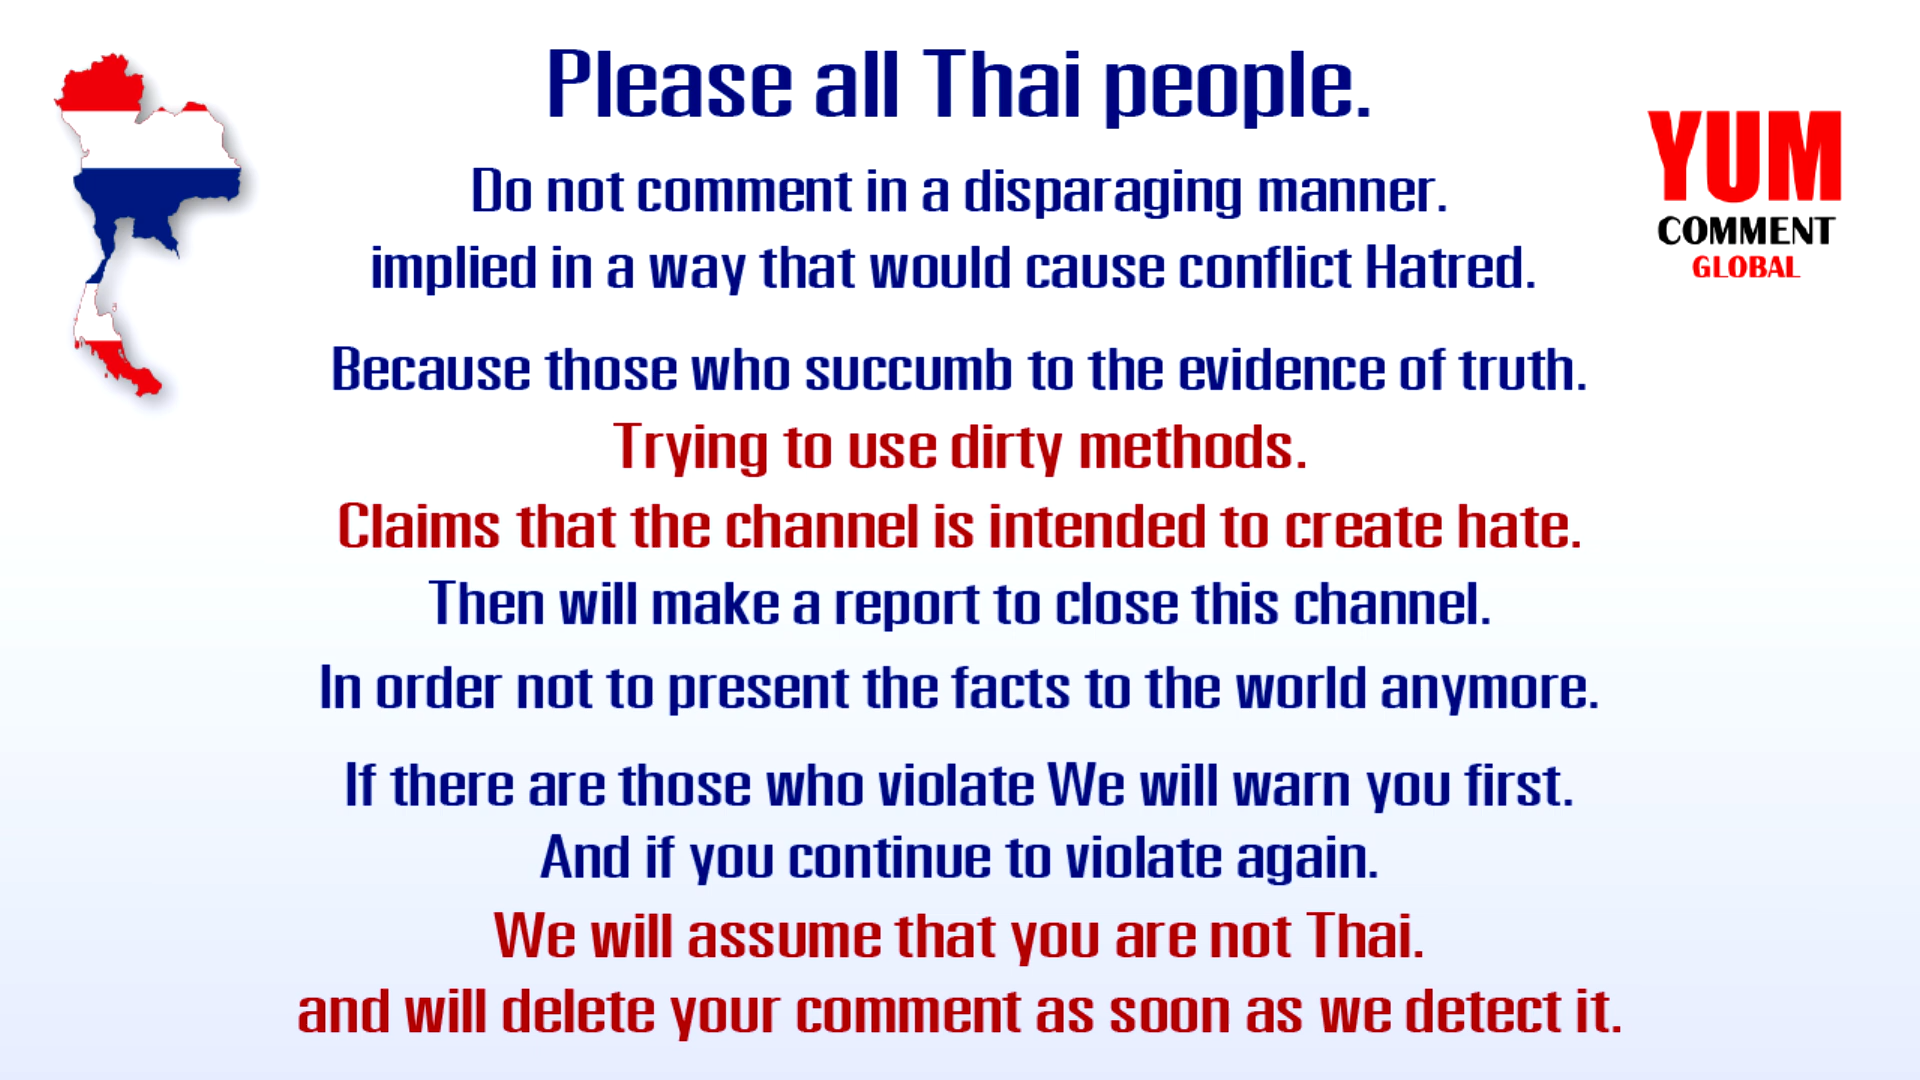 Please all Thai people.
Do not comment in a disparaging manner.
implied in a way that would cause conflict Hatred.
YUM
COMMENT
GLOBAL
Because those who succumb to the evidence of truth.
Trying to use dirty methods.
Claims that the channel is intended to create hate.
Then will make a report to close this channel.
In order not to present the facts to the world anymore.
If there are those who violate We will warn you first.
And if you continue to violate again.
We will assume that you are not Thai.
and will delete your comment as soon as we detect it.